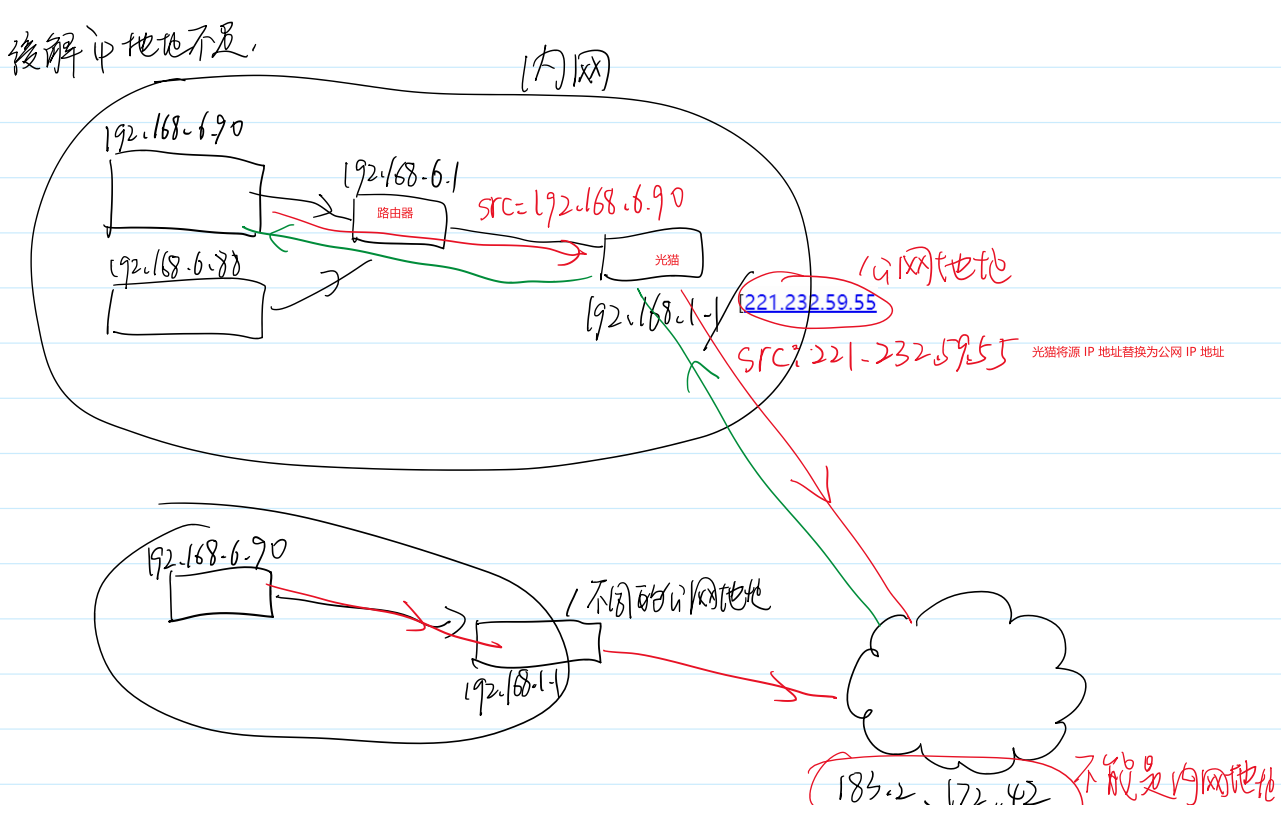 缓解ip地址不足,
内网
192.168.6.90
192.168.6.1
路由器
src=192.168.6.90
光猫
192.168.6.88
公网地址
192.168.1.1
221.232.59.55
src:221.232.59.55
光猫将源 IP 地址替换为公网 IP 地址
192.168.6.90
不同的公网地址
192.168.1.1
183.2.172.42
不能是内网地址